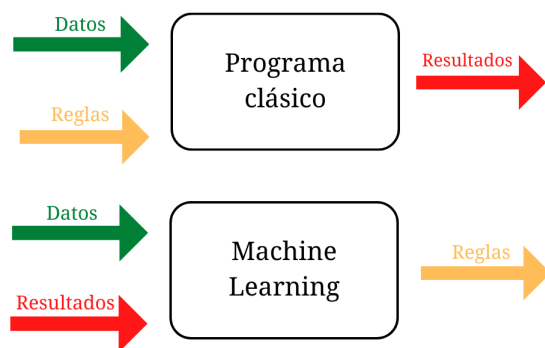 Datos
Programa
clásico
Resultados
Reglas
Datos
Machine
Learning
Reglas
Resultados